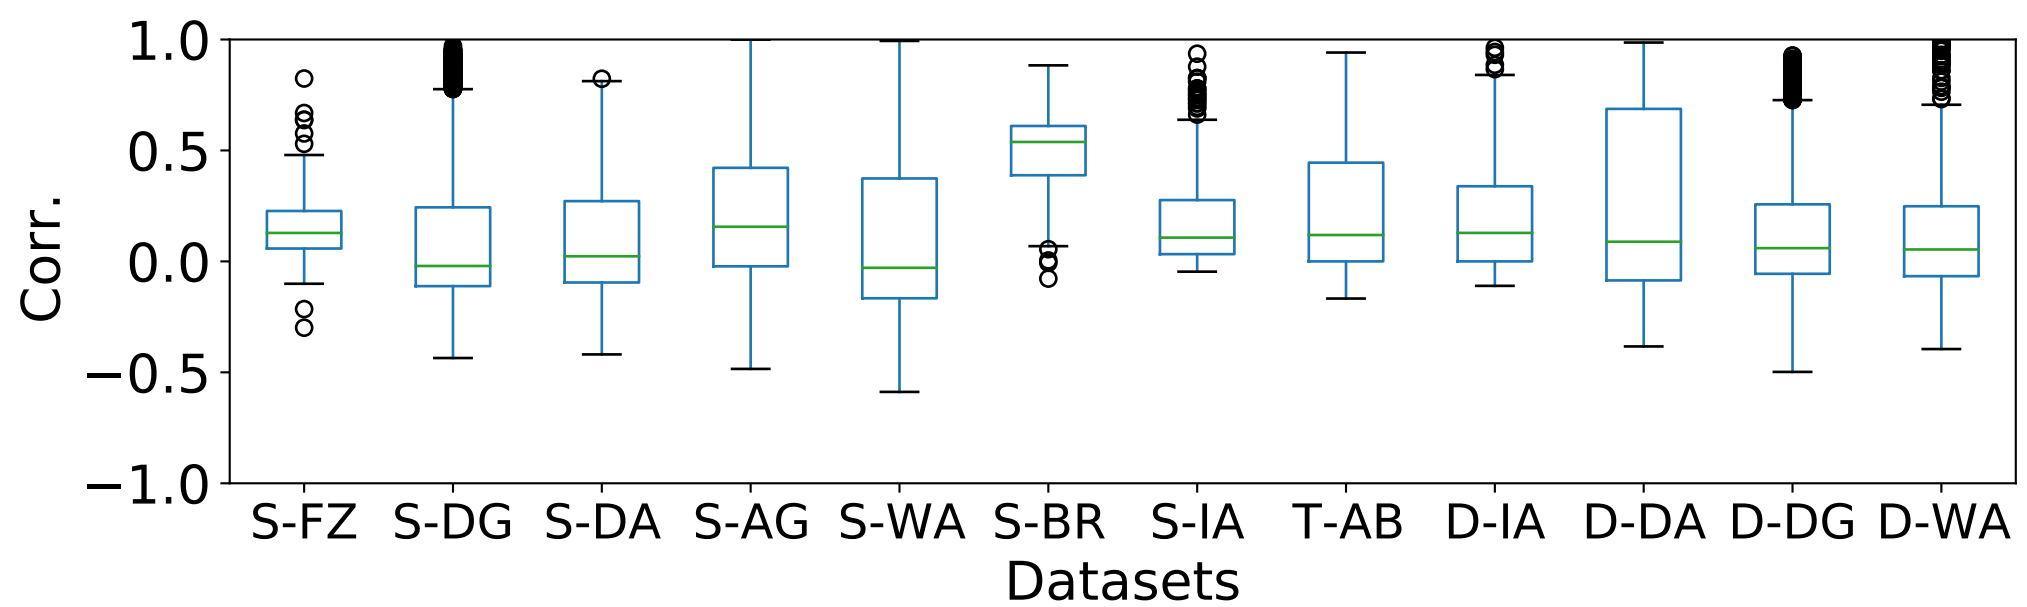 1.0
0.5
0.0
−0.5
−1.0
Corr.
S-FZ S-DG S-DA S-AG S-WA S-BR S-IA T-AB D-IA D-DA D-DG D-WA
Datasets